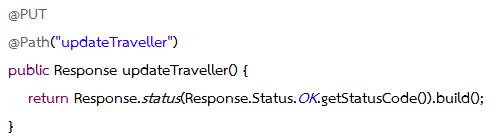 @PUT
@Path("updateTraveller")
public Response updateTraveller() {
return Response.status(Response.Status.OK.getStatusCode()).build();
}